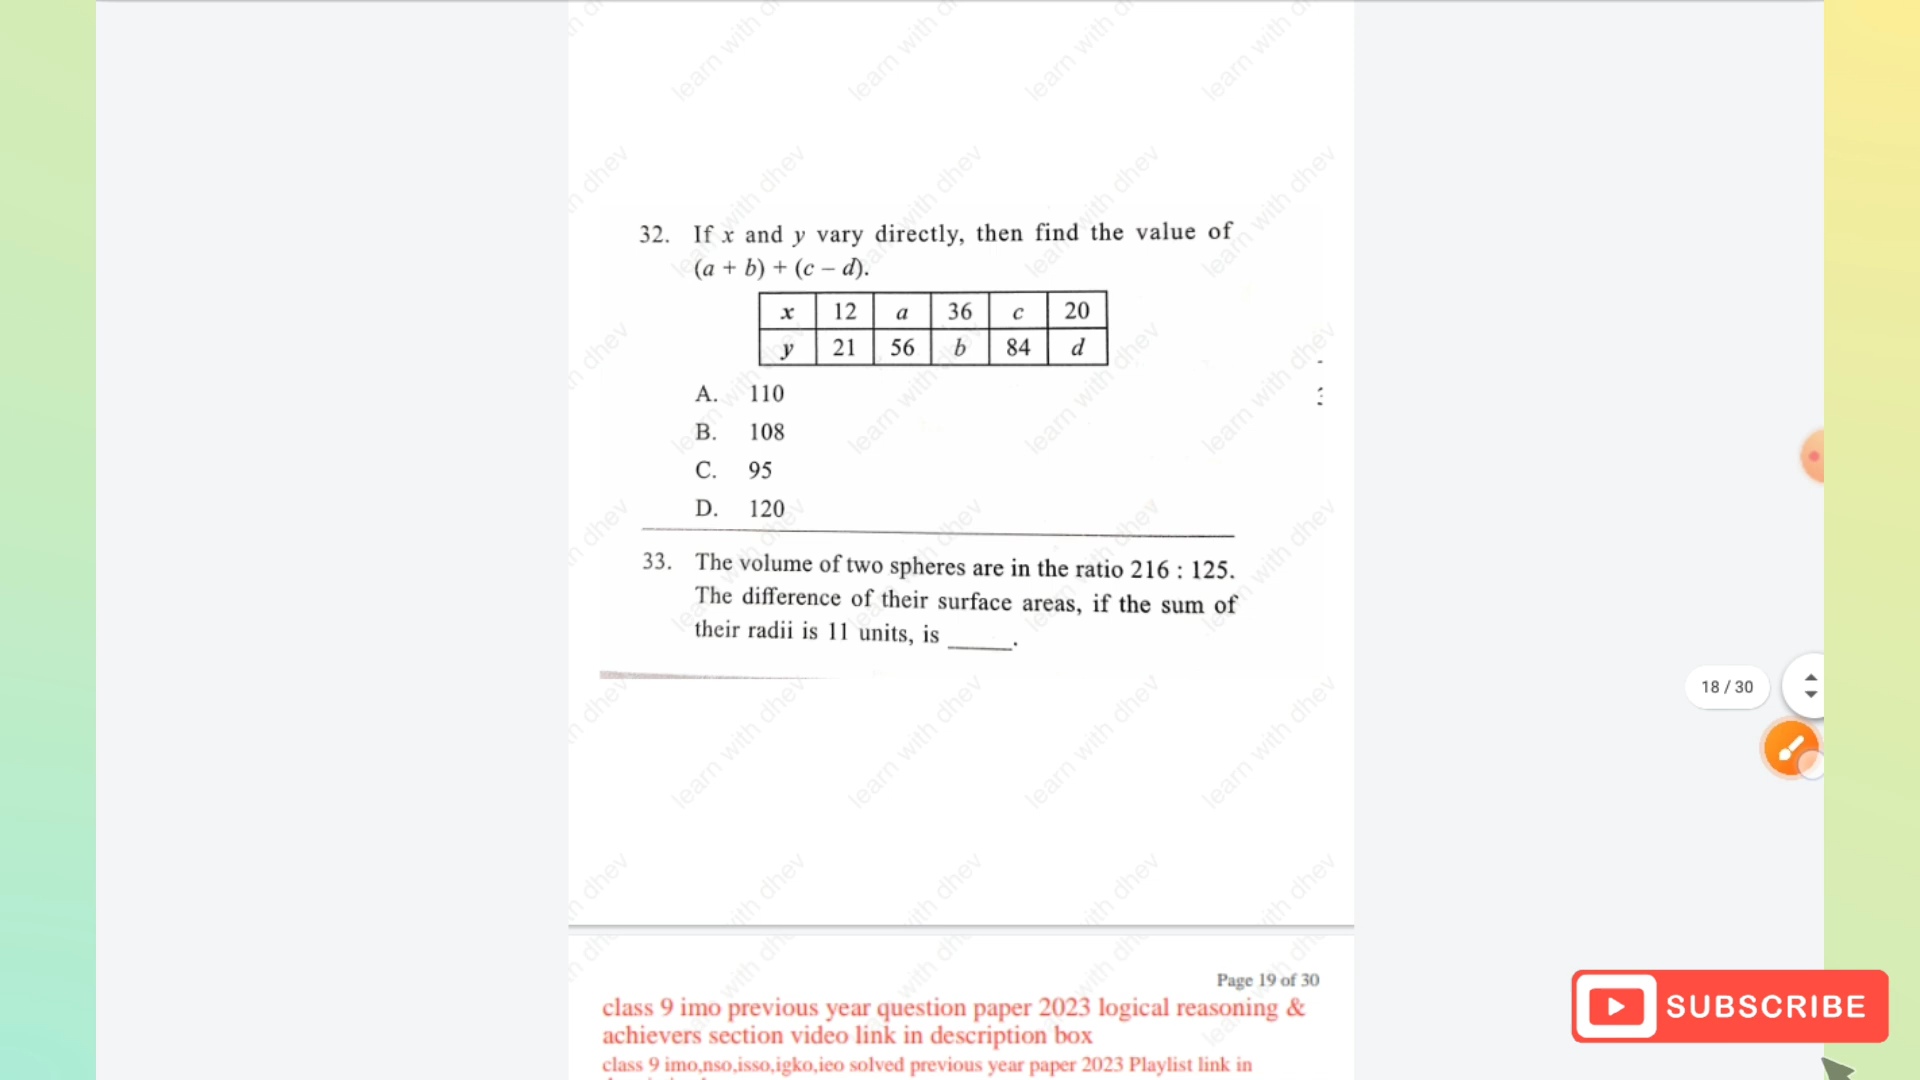 32. If x and y vary directly, then find the value of
(a + b) + (c – d).
x 12 a 36 c 20
y 21 56 b 84 d
A. 110
B. 108
C. 95
D. 120
33. The volume of two spheres are in the ratio 216 : 125.
The difference of their surface areas, if the sum of
their radii is 11 units, is _____.
18 / 30
Page 19 of 30
class 9 imo previous year question paper 2023 logical reasoning &
achievers section video link in description box
class 9 imo,nso,isso,igko,ieo solved previous year paper 2023 Playlist link in
SUBSCRIBE
learn with dhev